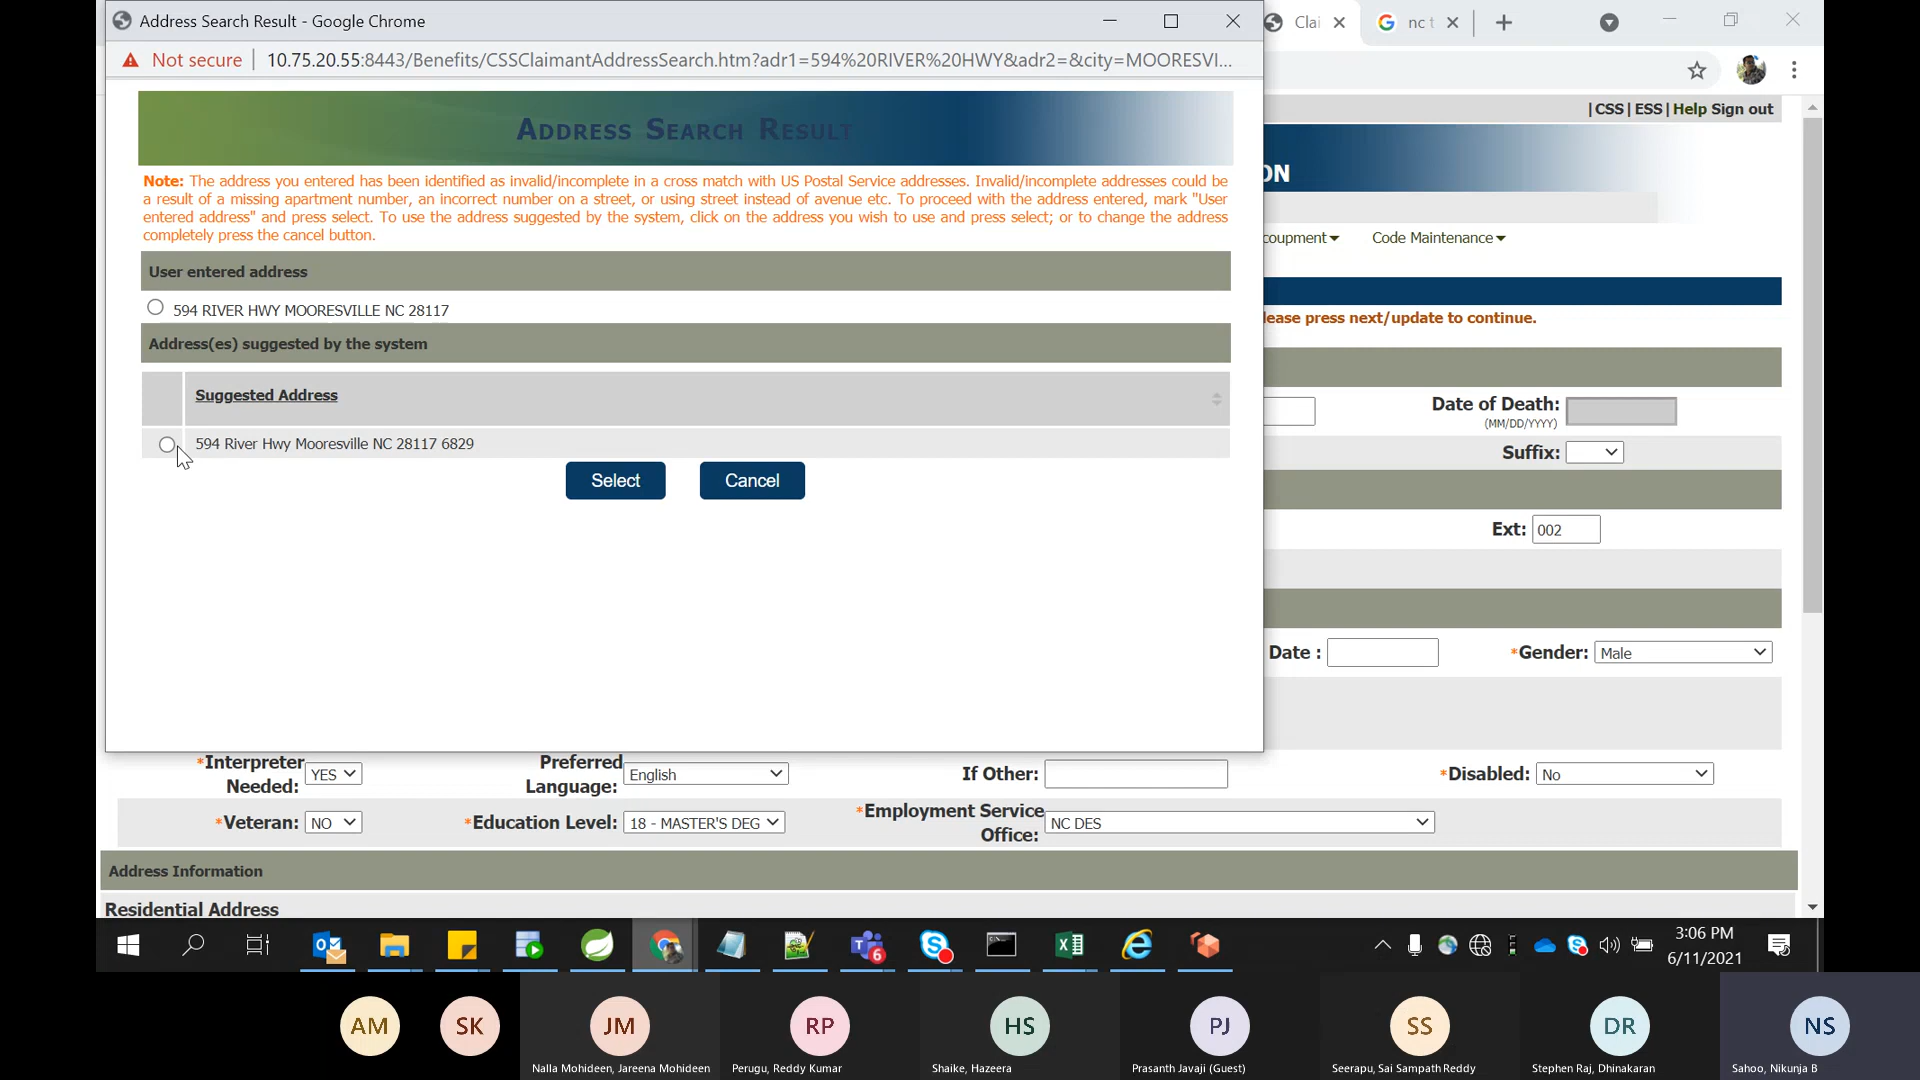 Address Search Result - Google Chrome
Clai
nc t
Not secure
10.75.20.55:8443/Benefits/CSSClaimantAddressSearch.htm?adr1=594%20RIVER%20HWY&adr2=&city=MOORESVI...
| CSS | ESS | Help Sign out
ADDRESS SEARCH RESULT
ON
Note: The address you entered has been identified as invalid/incomplete in a cross match with US Postal Service addresses. Invalid/incomplete addresses could be
a result of a missing apartment number, an incorrect number on a street, or using street instead of avenue etc. To proceed with the address entered, mark "User
entered address" and press select. To use the address suggested by the system, click on the address you wish to use and press select; or to change the address
completely press the cancel button.
coupment
Code Maintenance
User entered address
594 RIVER HWY MOORESVILLE NC 28117
lease press next/update to continue.
Address(es) suggested by the system
Suggested Address
Date of Death:
(MM/DD/YYYY)
594 River Hwy Mooresville NC 28117 6829
Suffix:
Select
Cancel
Ext: 002
Date :
*Gender: Male
*Interpreter Needed: YES
Preferred Language: English
If Other:
*Disabled: No
*Veteran: NO
*Education Level: 18 - MASTER'S DEG
*Employment Service Office: NC DES
Address Information
Residential Address
6
3:06 PM
6/11/2021
AM
SK
JM
RP
HS
PJ
SS
DR
NS
Nalla Mohideen, Jareena Mohideen
Perugu, Reddy Kumar
Shaike, Hazeera
Prasanth Javaji (Guest)
Seerapu, Sai Sampath Reddy
Stephen Raj, Dhinakaran
Sahoo, Nikunja B